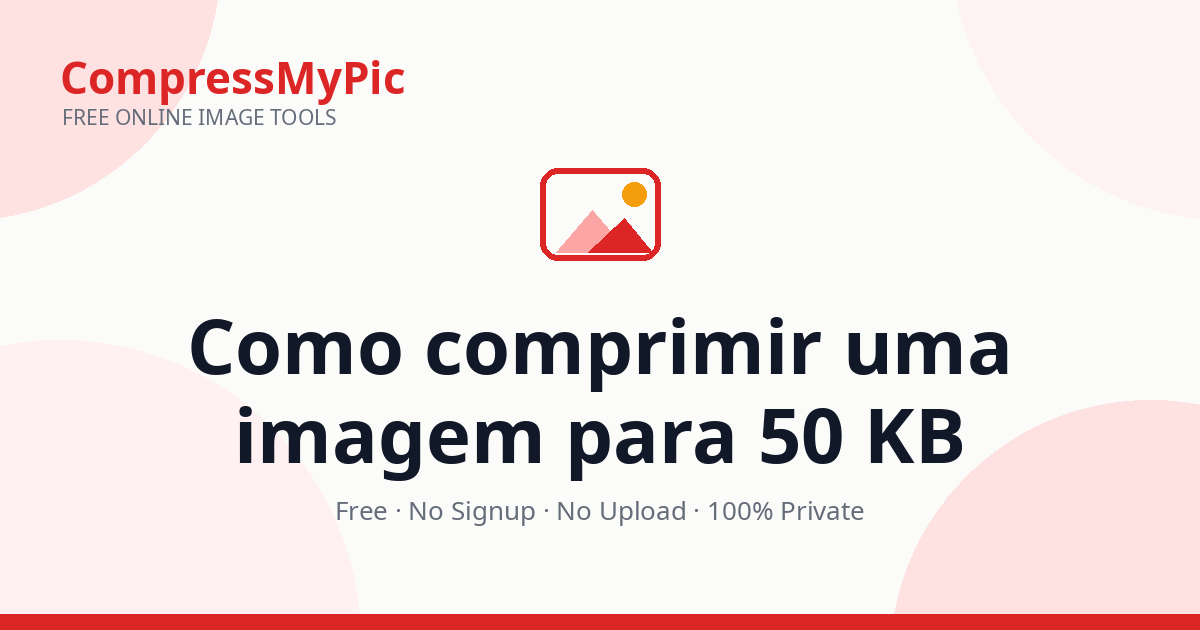 CompressMyPic
FREE ONLINE IMAGE TOOLS
Como comprimir uma
imagem para 50 KB
Free · No Signup · No Upload · 100% Private